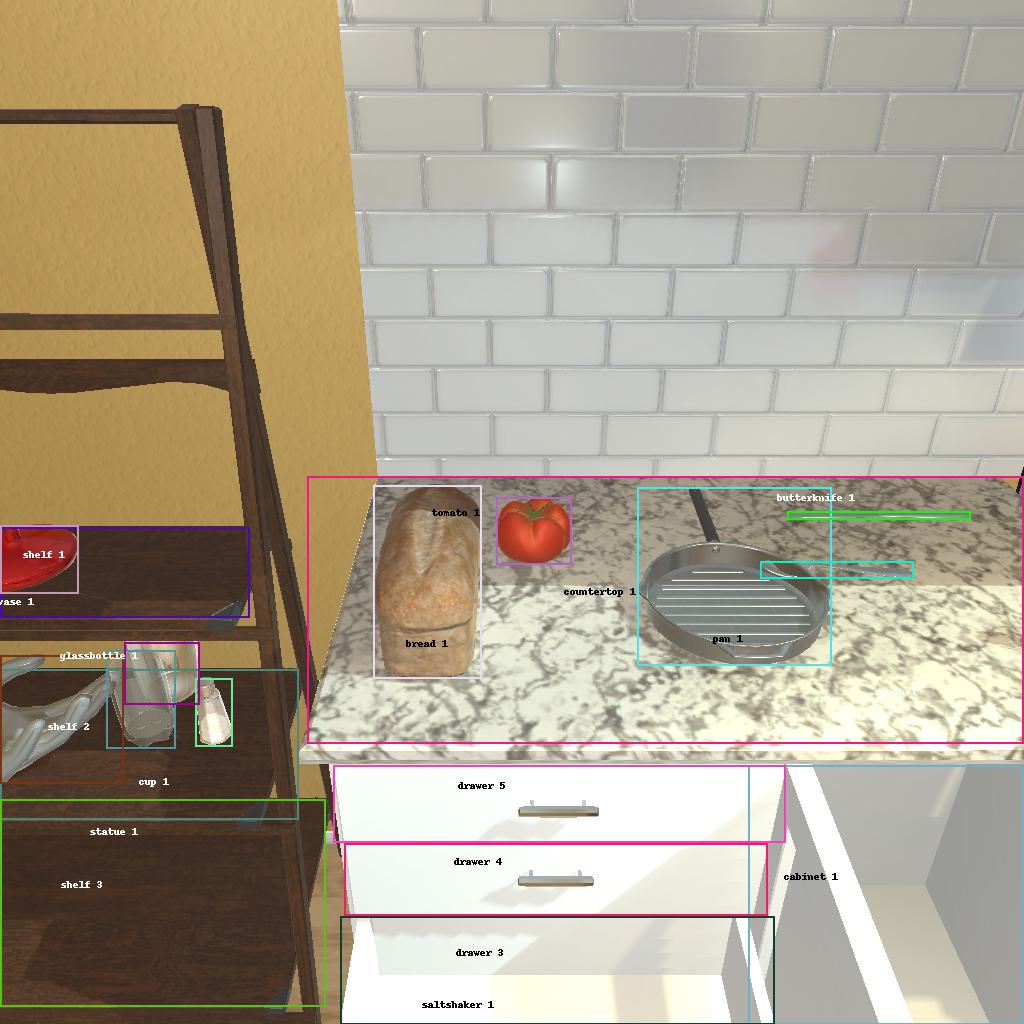 butterknife 1
tomato 1
shelf 1
countertop 1
vase 1
pan 1
bread 1
glassbottle 1
shelf 2
cup 1
drawer 5
statue 1
drawer 4
cabinet 1
shelf 3
drawer 3
saltshaker 1